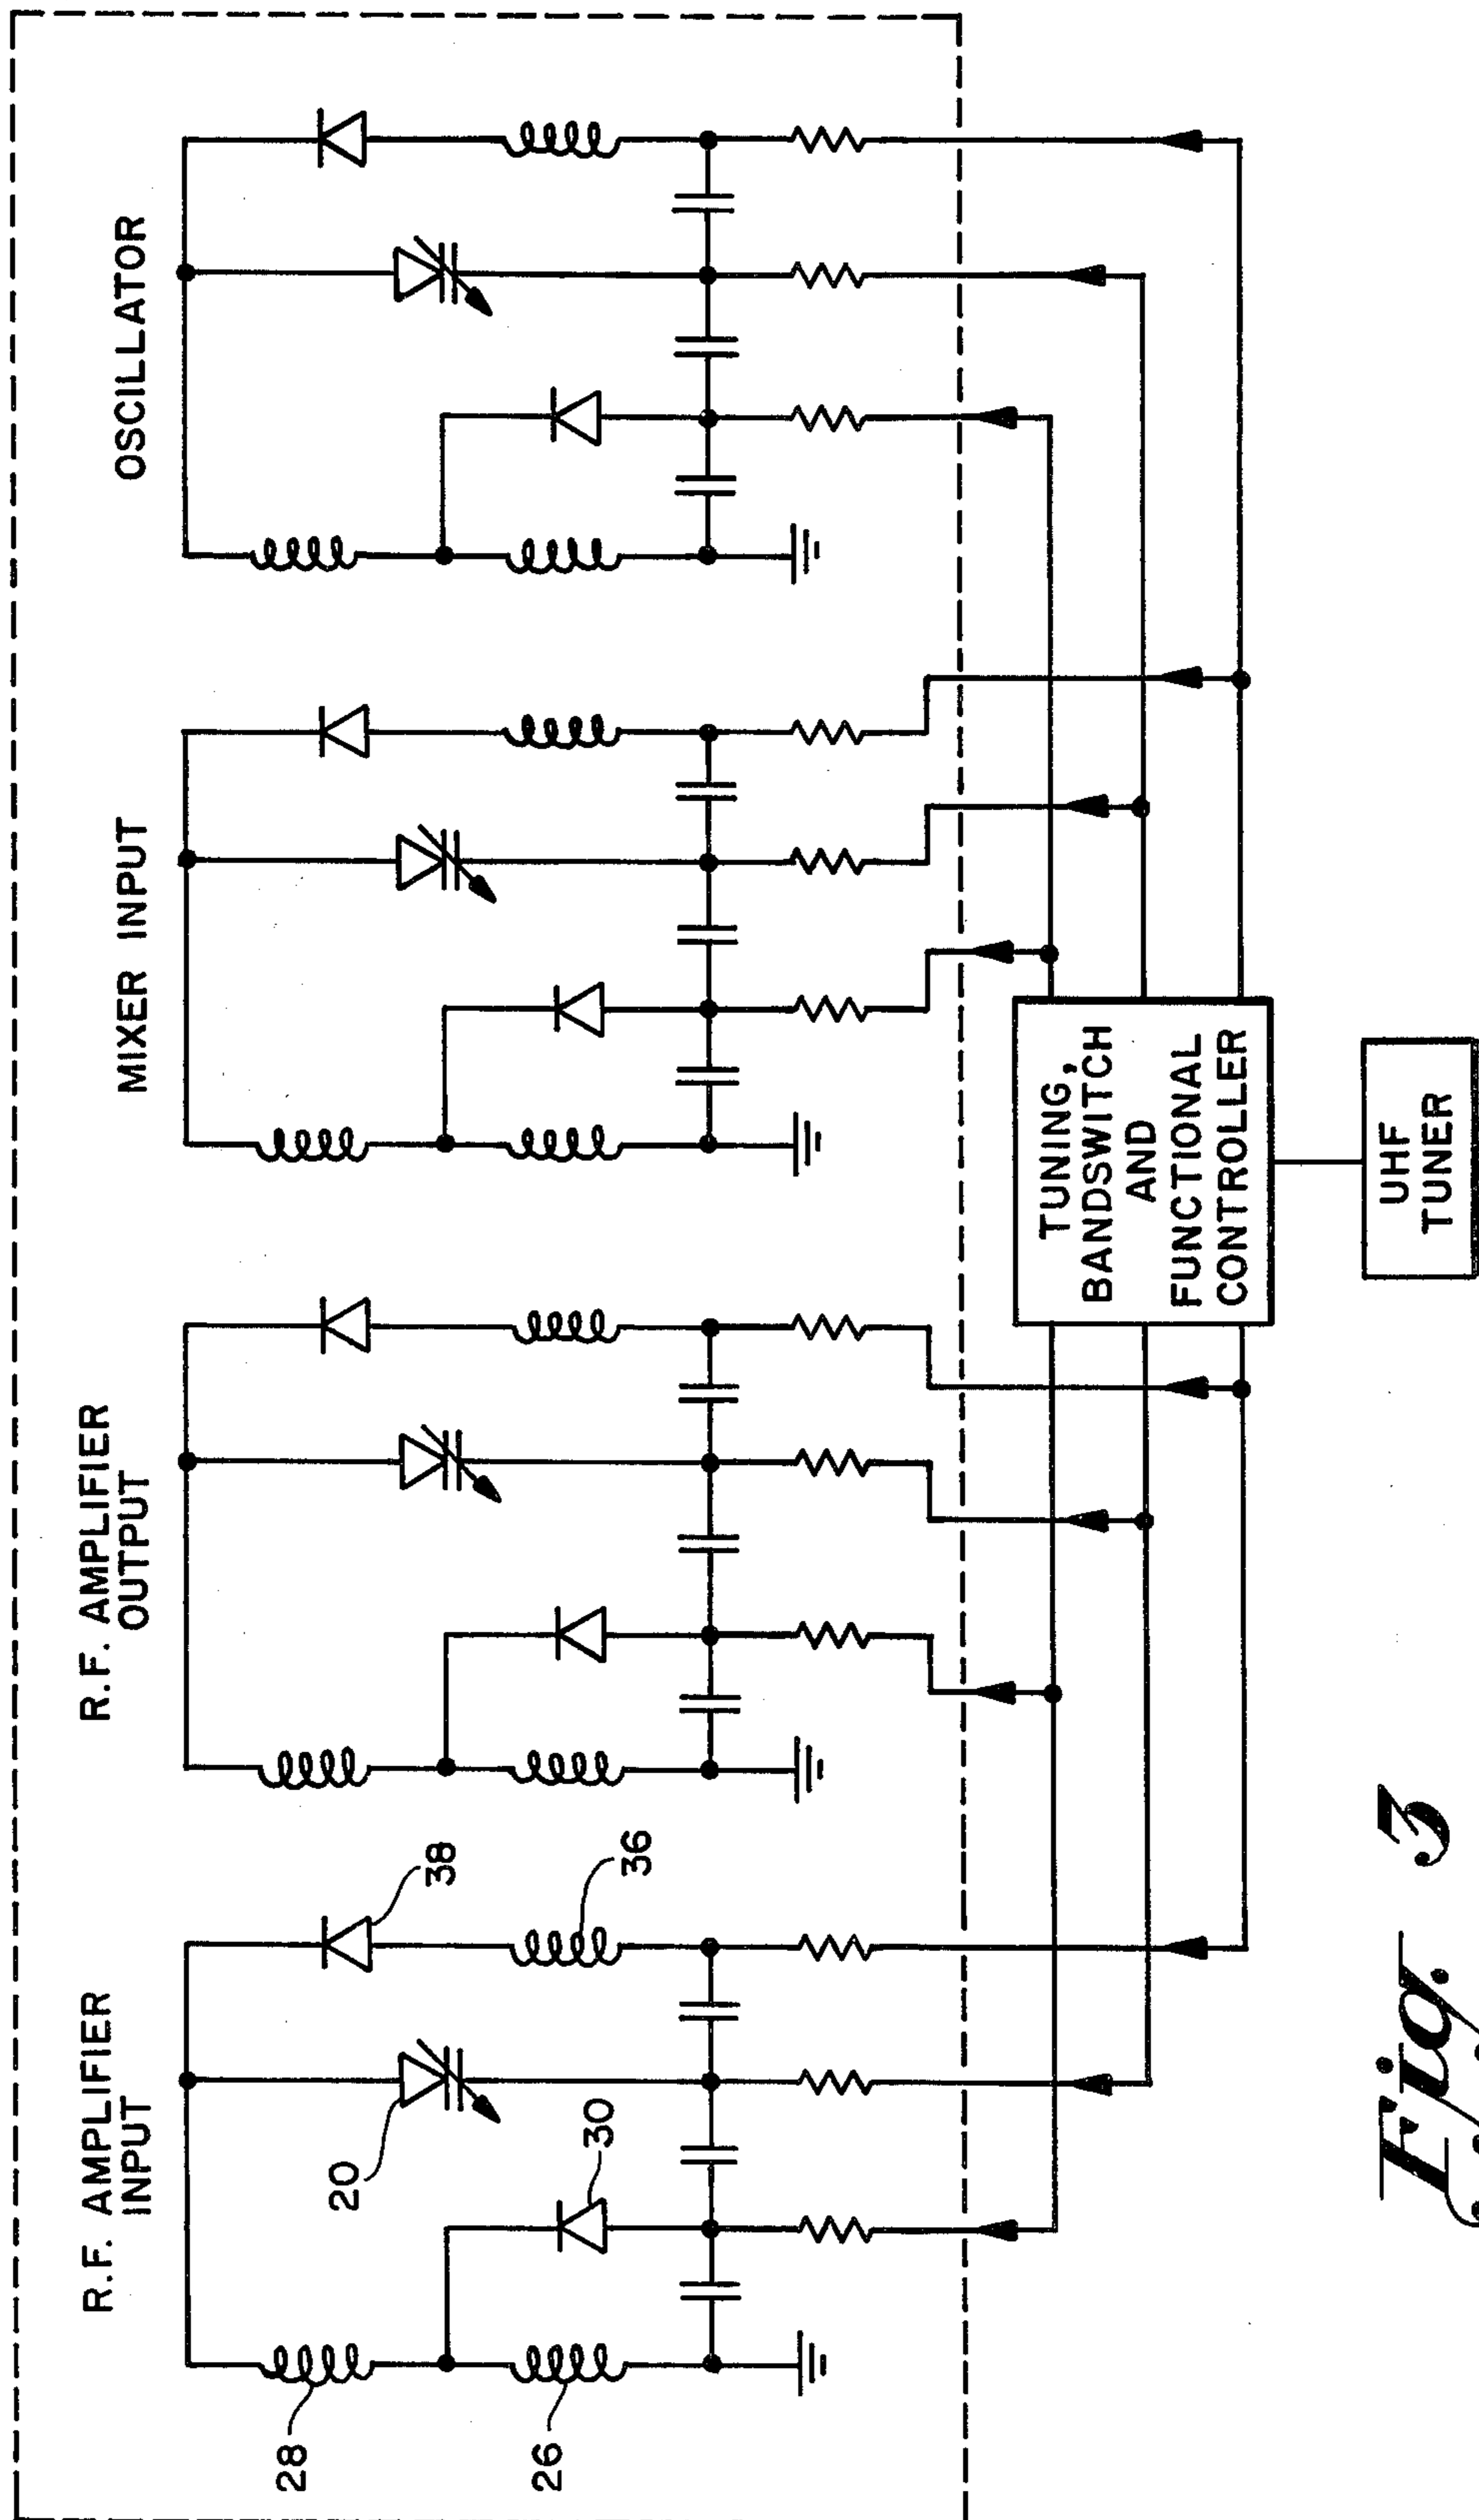 R.F. AMPLIFIER
INPUT
R.F. AMPLIFIER
OUTPUT
MIXER INPUT
OSCILLATOR
28
26
20
30
38
36
TUNING,
BANDSWITCH
AND
FUNCTIONAL
CONTROLLER
UHF
TUNER
Fig. 3